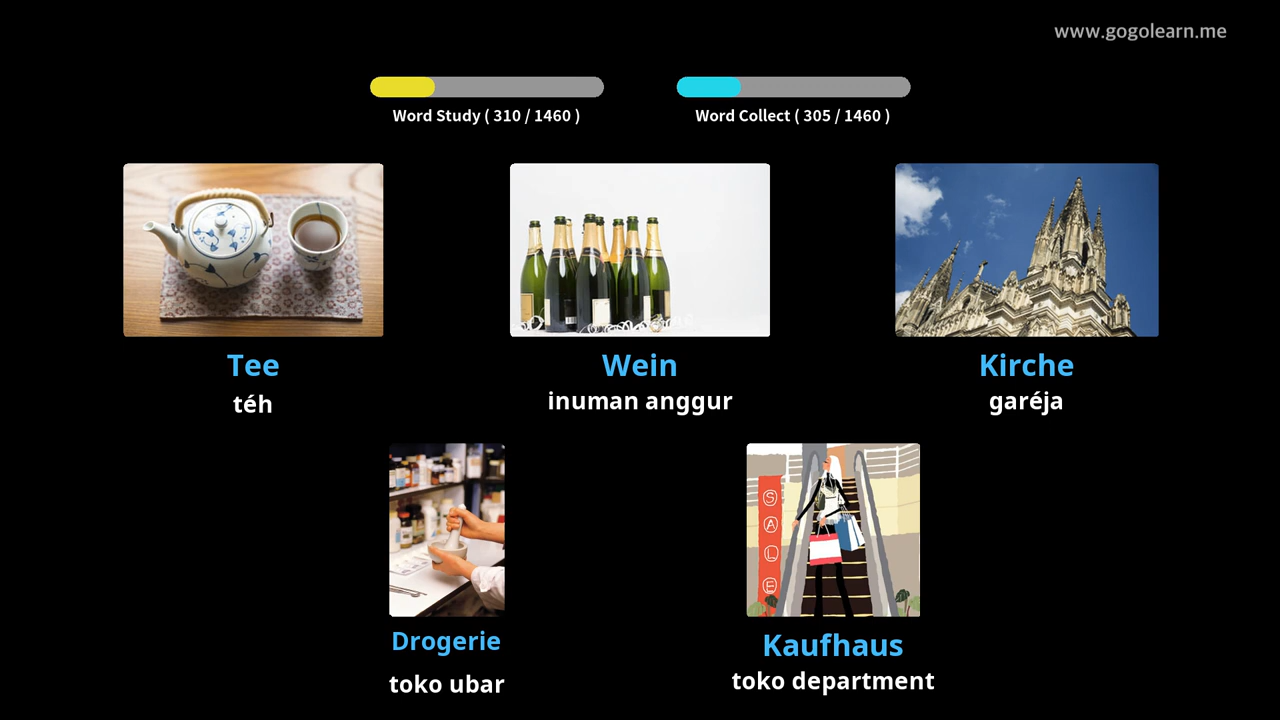 www.gogolearn.me
Word Study ( 310 / 1460 )
Word Collect ( 305 / 1460 )
Tee
téh
Wein
inuman anggur
Kirche
garéja
SALE
Drogerie
toko ubar
Kaufhaus
toko department